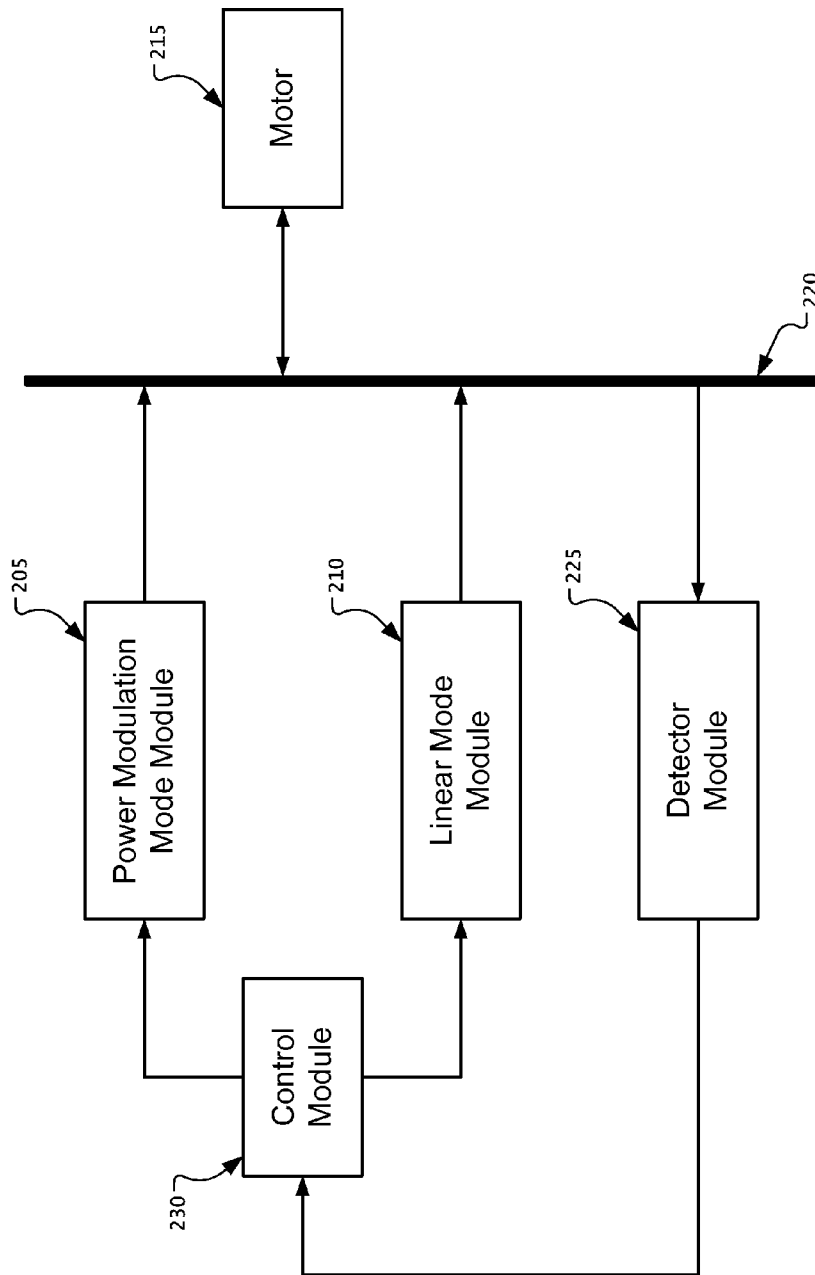 205
Power Modulation
Mode Module
230
Control
Module
210
Linear Mode
Module
225
Detector
Module
220
215
Motor